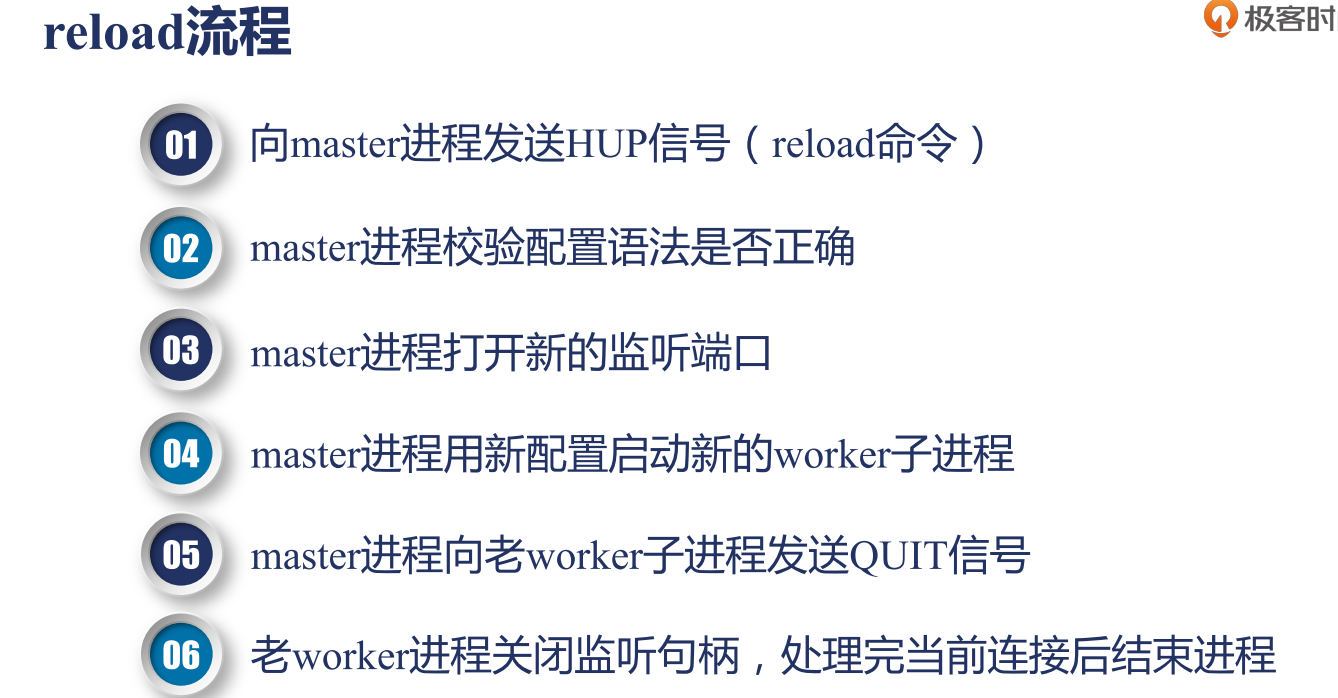 reload流程
极客时
01 向master进程发送HUP信号（reload命令）
02 master进程校验配置语法是否正确
03 master进程打开新的监听端口
04 master进程用新配置启动新的worker子进程
05 master进程向老worker子进程发送QUIT信号
06 老worker进程关闭监听句柄，处理完当前连接后结束进程